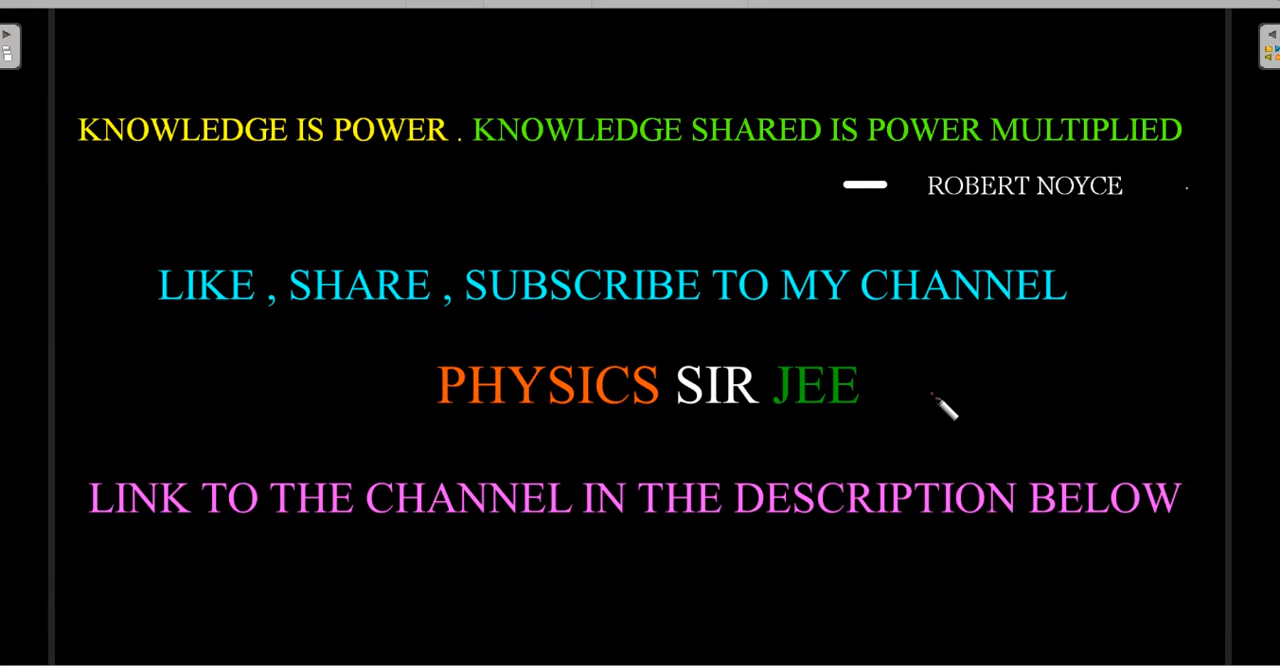 KNOWLEDGE IS POWER . KNOWLEDGE SHARED IS POWER MULTIPLIED
— ROBERT NOYCE .
LIKE , SHARE , SUBSCRIBE TO MY CHANNEL
PHYSICS SIR JEE
LINK TO THE CHANNEL IN THE DESCRIPTION BELOW